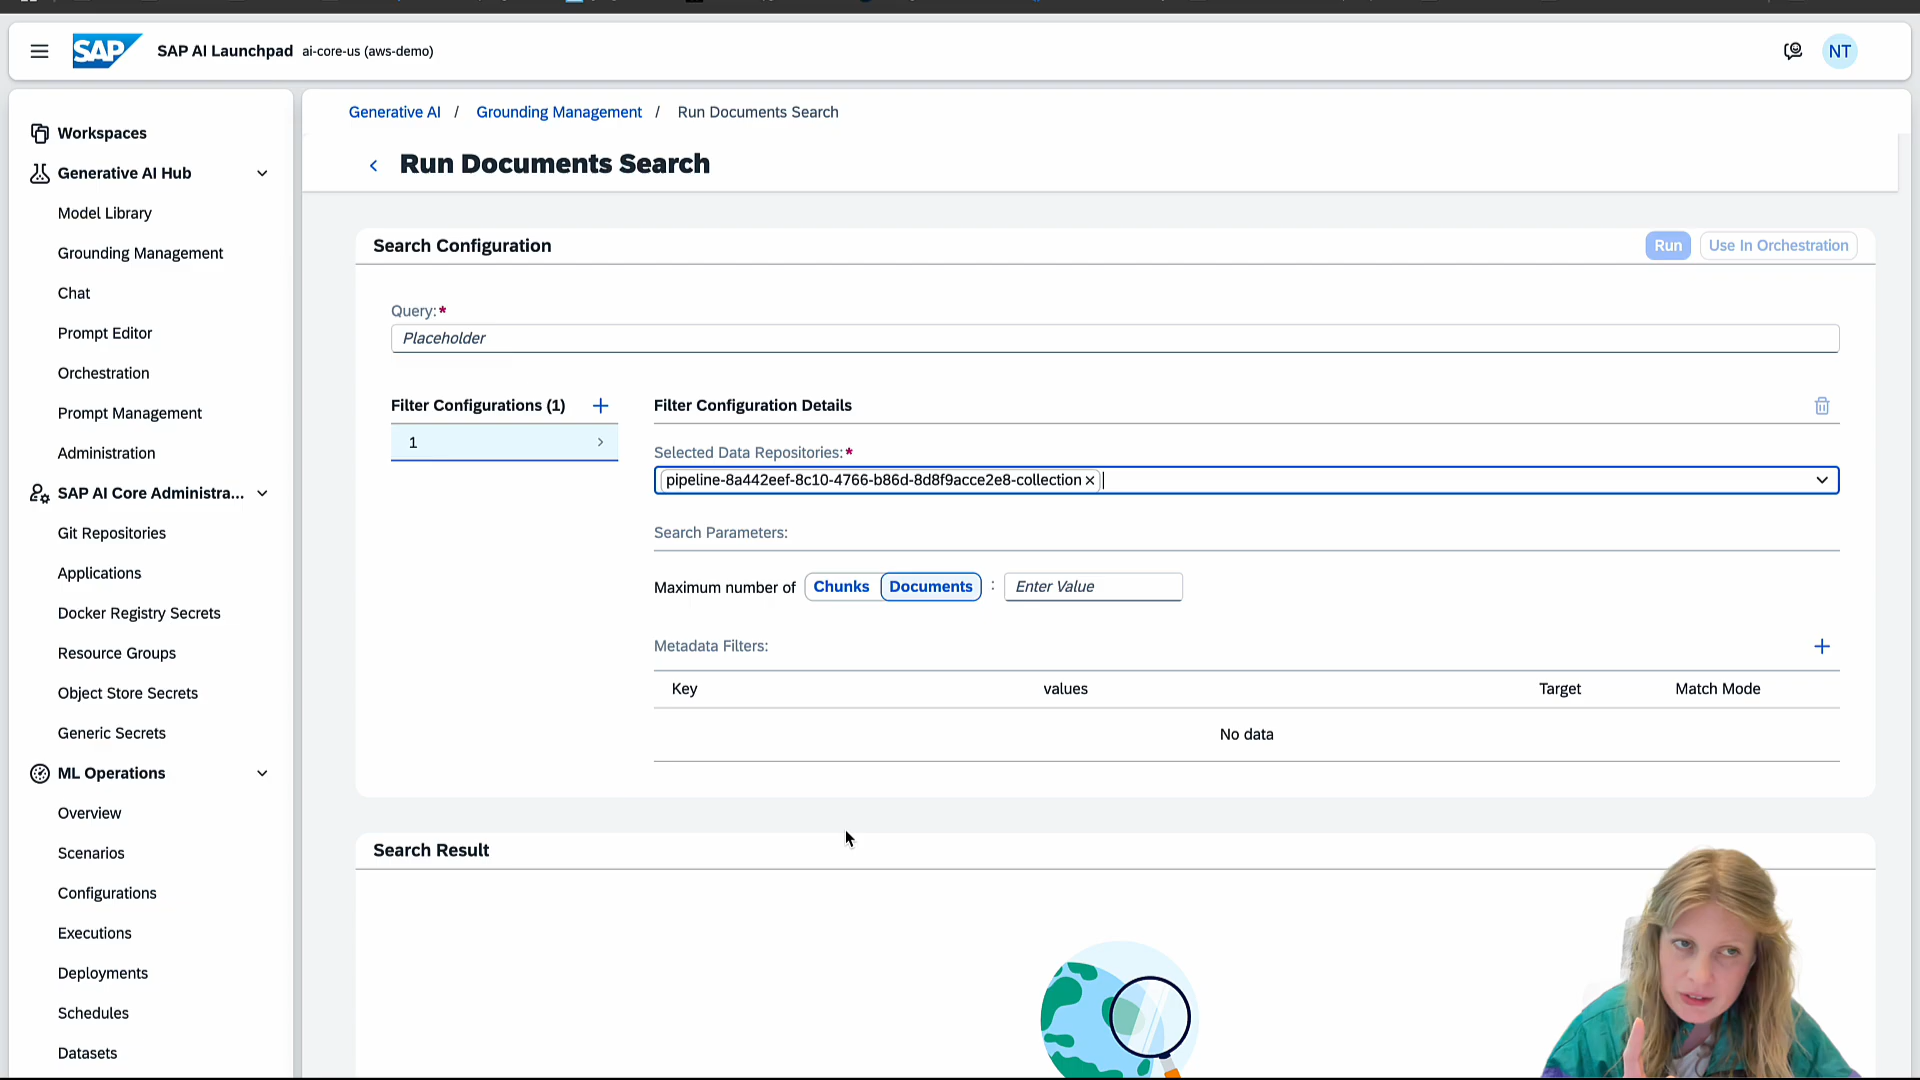 SAP SAP AI Launchpad ai-core-us (aws-demo) NT
Workspaces
Generative AI Hub
Model Library
Grounding Management
Chat
Prompt Editor
Orchestration
Prompt Management
Administration
SAP AI Core Administra...
Git Repositories
Applications
Docker Registry Secrets
Resource Groups
Object Store Secrets
Generic Secrets
ML Operations
Overview
Scenarios
Configurations
Executions
Deployments
Schedules
Datasets
Generative AI / Grounding Management / Run Documents Search
Run Documents Search
Search Configuration Run Use In Orchestration
Query:*
Placeholder
Filter Configurations (1) +
1
Filter Configuration Details
Selected Data Repositories:*
pipeline-8a442eef-8c10-4766-b86d-8d8f9acce2e8-collection ×
Search Parameters:
Maximum number of Chunks Documents : Enter Value
Metadata Filters: +
Key values Target Match Mode
No data
Search Result